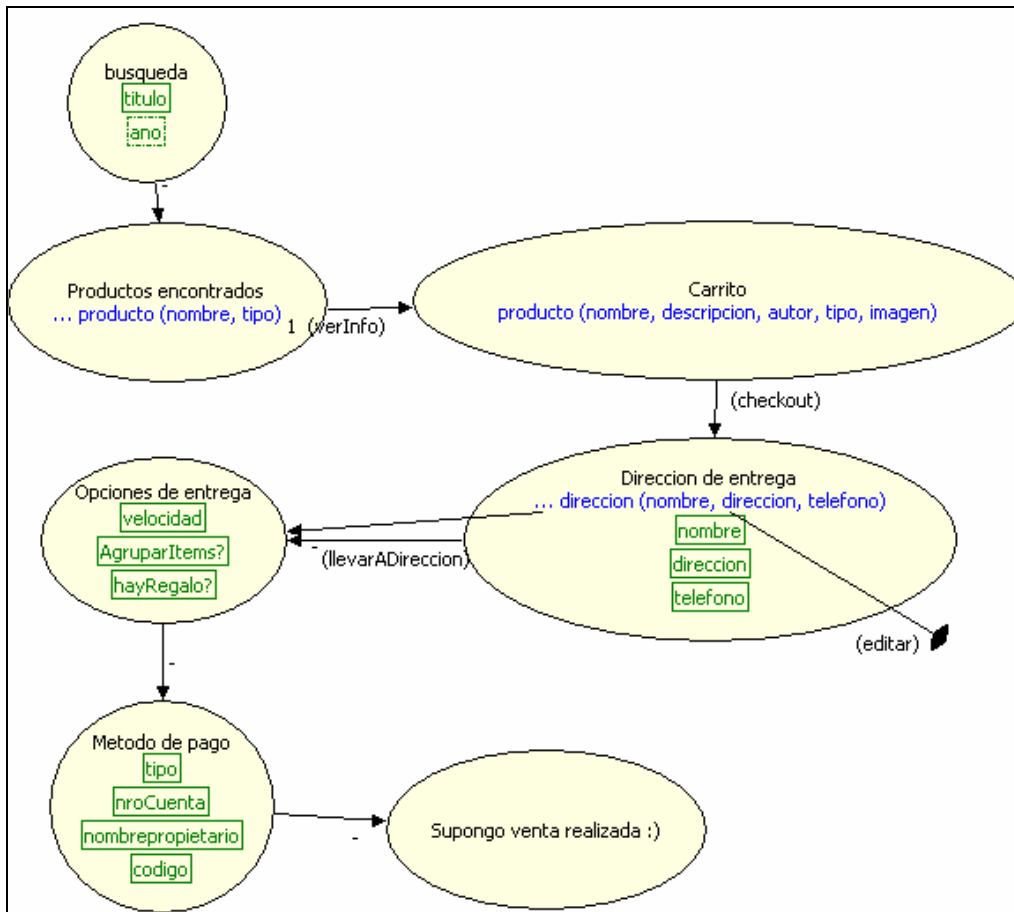 busqueda
titulo
ano
-
Productos encontrados
... producto (nombre, tipo)
1 (verInfo)
Carrito
producto (nombre, descripcion, autor, tipo, imagen)
(checkout)
Direccion de entrega
... direccion (nombre, direccion, telefono)
nombre
direccion
telefono
(editar)
-
(llevarADireccion)
Opciones de entrega
velocidad
AgruparItems?
hayRegalo?
-
Metodo de pago
tipo
nroCuenta
nombrepropietario
codigo
-
Supongo venta realizada :)